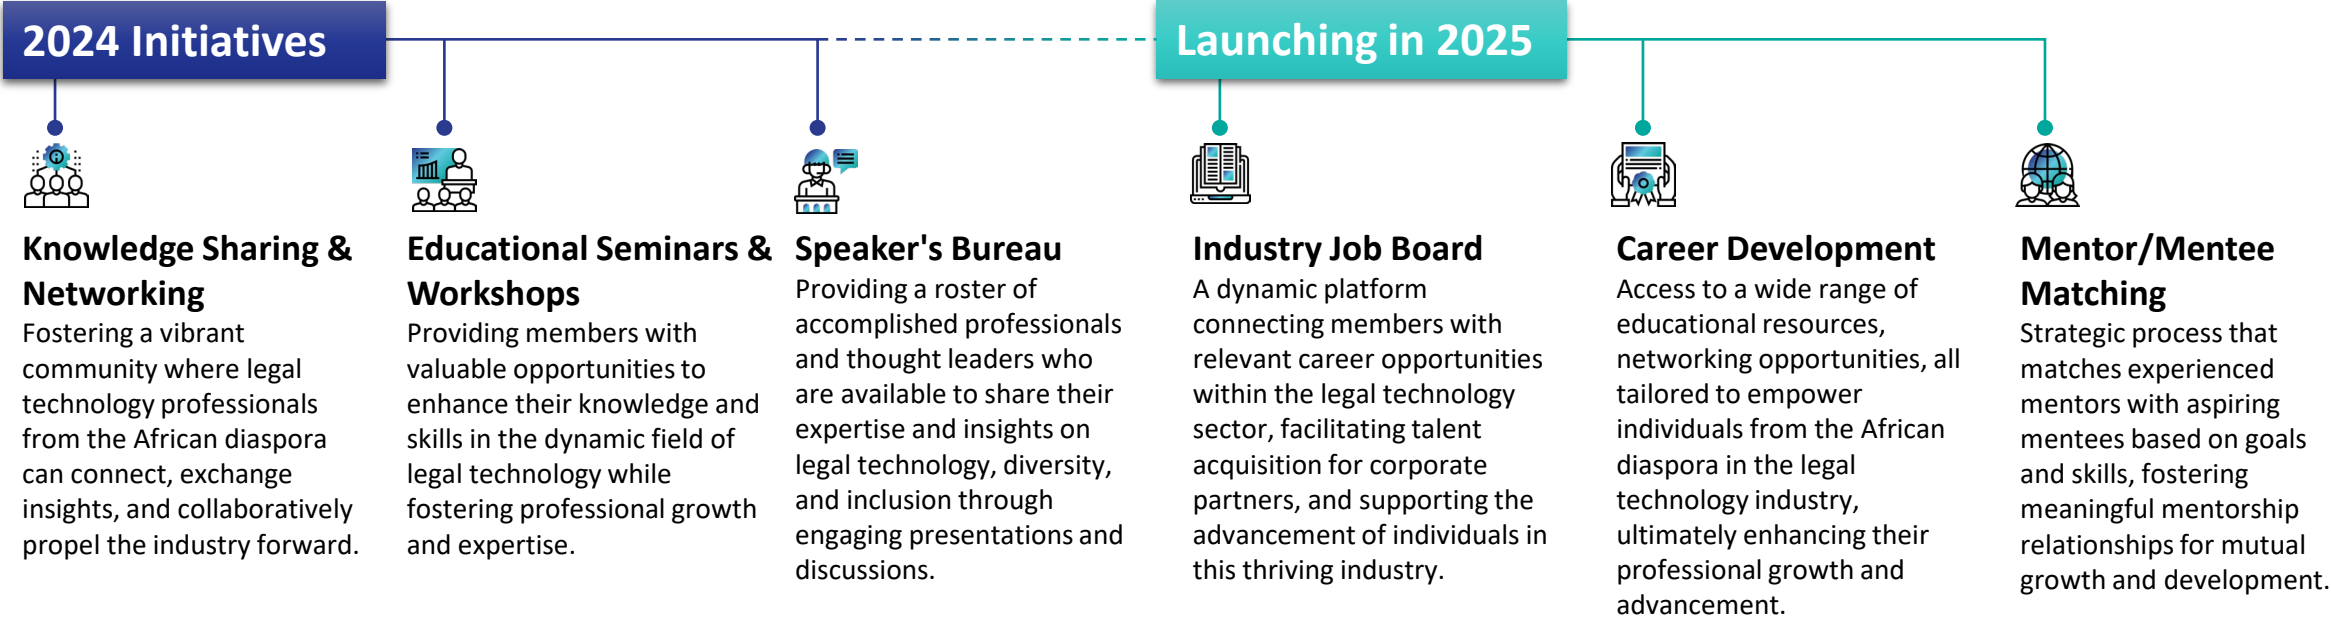 2024 Initiatives
Launching in 2025
Knowledge Sharing &
Networking
Fostering a vibrant
community where legal
technology professionals
from the African diaspora
can connect, exchange
insights, and collaboratively
propel the industry forward.
Educational Seminars &
Workshops
Providing members with
valuable opportunities to
enhance their knowledge and
skills in the dynamic field of
legal technology while
fostering professional growth
and expertise.
Speaker's Bureau
Providing a roster of
accomplished professionals
and thought leaders who
are available to share their
expertise and insights on
legal technology, diversity,
and inclusion through
engaging presentations and
discussions.
Industry Job Board
A dynamic platform
connecting members with
relevant career opportunities
within the legal technology
sector, facilitating talent
acquisition for corporate
partners, and supporting the
advancement of individuals in
this thriving industry.
Career Development
Access to a wide range of
educational resources,
networking opportunities, all
tailored to empower
individuals from the African
diaspora in the legal
technology industry,
ultimately enhancing their
professional growth and
advancement.
Mentor/Mentee
Matching
Strategic process that
matches experienced
mentors with aspiring
mentees based on goals
and skills, fostering
meaningful mentorship
relationships for mutual
growth and development.